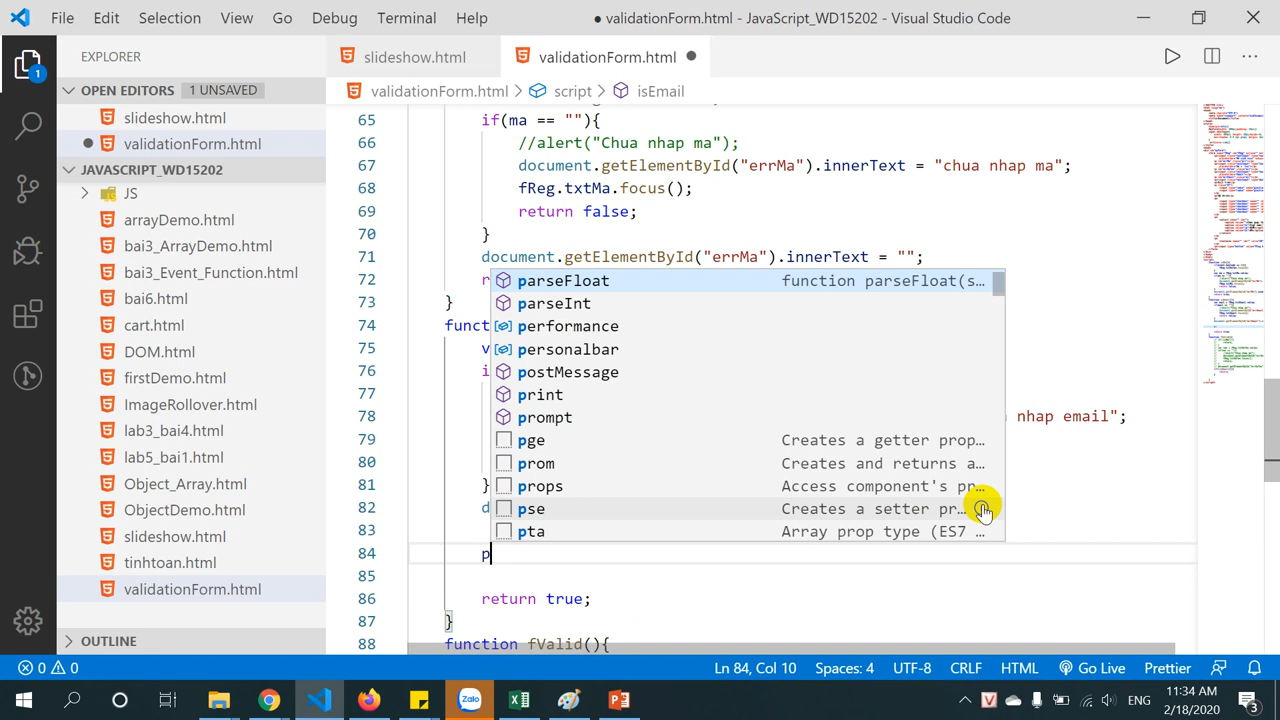 File Edit Selection View Go Debug Terminal Help
● validationForm.html - JavaScript_WD15202 - Visual Studio Code
EXPLORER
slideshow.html
validationForm.html
OPEN EDITORS 1 UNSAVED
validationForm.html > script > isEmail
slideshow.html
validationForm.html
JAVASCRIPT_WD15202
JS
arrayDemo.html
bai3_ArrayDemo.html
bai3_Event_Function.html
bai6.html
cart.html
DOM.html
firstDemo.html
ImageRollover.html
lab3_bai4.html
lab5_bai1.html
Object_Array.html
ObjectDemo.html
slideshow.html
tinhtoan.html
validationForm.html
OUTLINE
1
65 if(ma == ""){
66 //alert("Chua nhap ma");
67 document.getElementById("errMa").innerText = "Chua nhap ma";
68 fReg.txtMa.focus();
69 return false;
70 }
71 document.getElementById("errMa").innerText = "";
72 r
73 }
74 funct
75 v
76 i
77
78 nhap email";
79
80
81 }
82 d
83
84 p
85
86 return true;
87 }
88 function fValid(){
parseFloat function parseFloat(s…
parseInt
performance
personalbar
postMessage
print
prompt
pge Creates a getter prop…
prom Creates and returns a…
props Access component's pr…
pse Creates a setter pr…
pta Array prop type (ES7 …
0 0 Ln 84, Col 10 Spaces: 4 UTF-8 CRLF HTML Go Live Prettier
Zalo
ENG
11:34 AM
2/18/2020
3